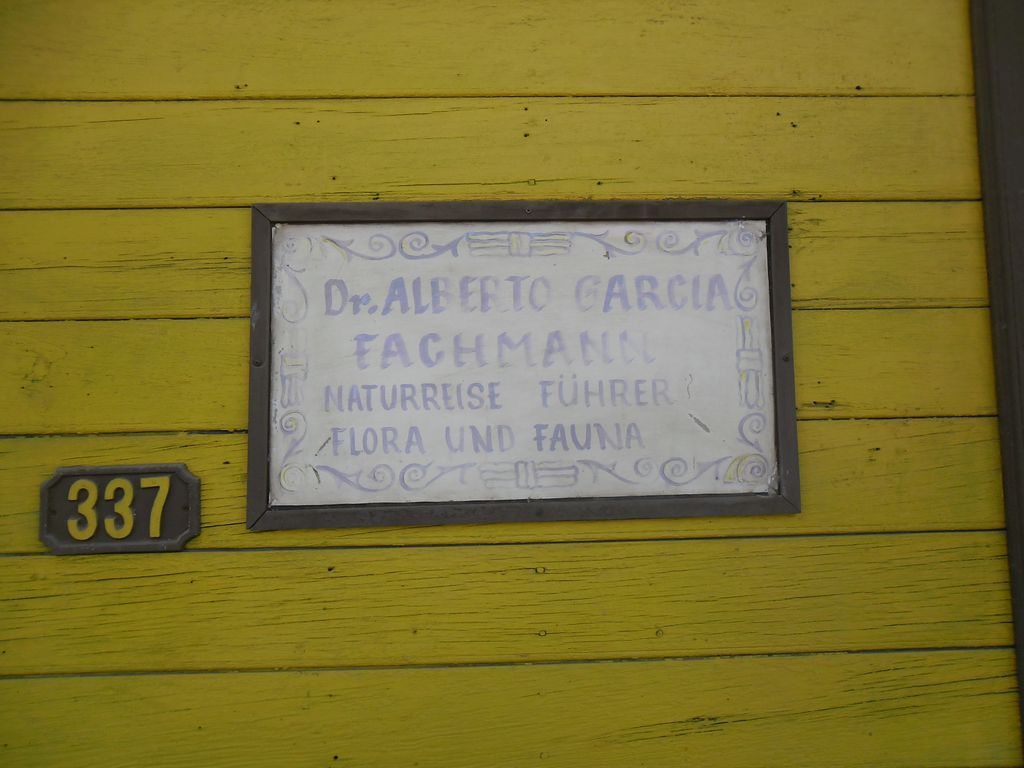 Dr. ALBERTO GARCIA
FACHMANN
NATURREISE FÜHRER
FLORA UND FAUNA
337